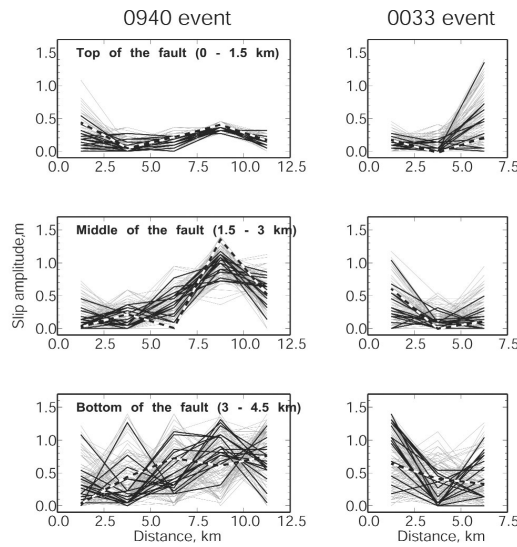 0940 event
0033 event
Top of the fault (0 - 1.5 km)
1.5
1.0
0.5
0.0
0.0 2.5 5.0 7.5 10.0 12.5
1.5
1.0
0.5
0.0
0.0 2.5 5.0 7.5
Slip amplitude,m
Middle of the fault (1.5 - 3 km)
1.5
1.0
0.5
0.0
0.0 2.5 5.0 7.5 10.0 12.5
1.5
1.0
0.5
0.0
0.0 2.5 5.0 7.5
Bottom of the fault (3 - 4.5 km)
1.5
1.0
0.5
0.0
0.0 2.5 5.0 7.5 10.0 12.5
Distance, km
1.5
1.0
0.5
0.0
0.0 2.5 5.0 7.5
Distance, km